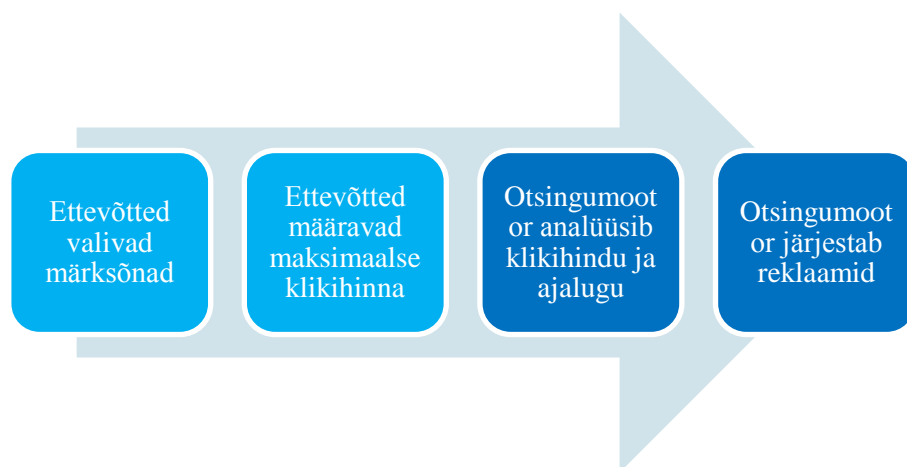 Ettevõtted
valivad
märksõnad
Ettevõtted
määravad
maksimaalse
klikihinna
Otsingumoot
or analüüsib
klikihindu ja
ajalugu
Otsingumoot
or järjestab
reklaamid